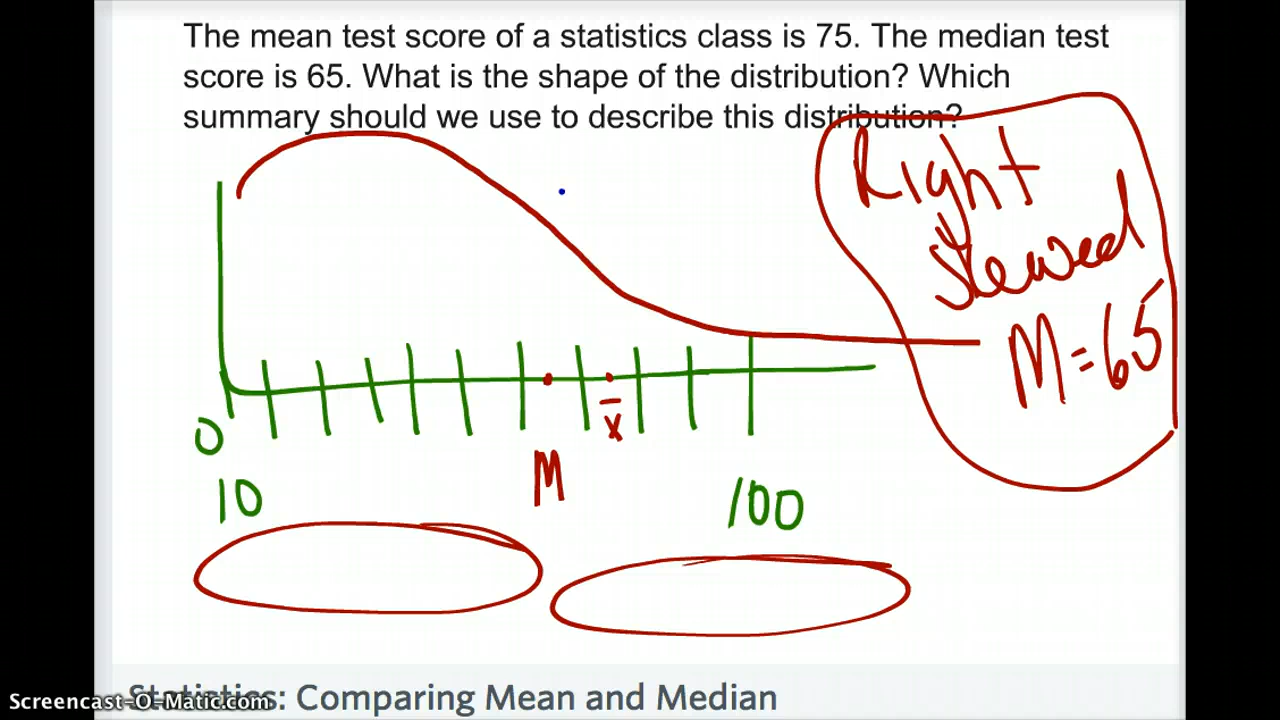 The mean test score of a statistics class is 75. The median test
score is 65. What is the shape of the distribution? Which
summary should we use to describe this distribution?
Right
skewed
M=65
0
10
M
x̄
100
Statistics: Comparing Mean and Median
Screencast-O-Matic.com